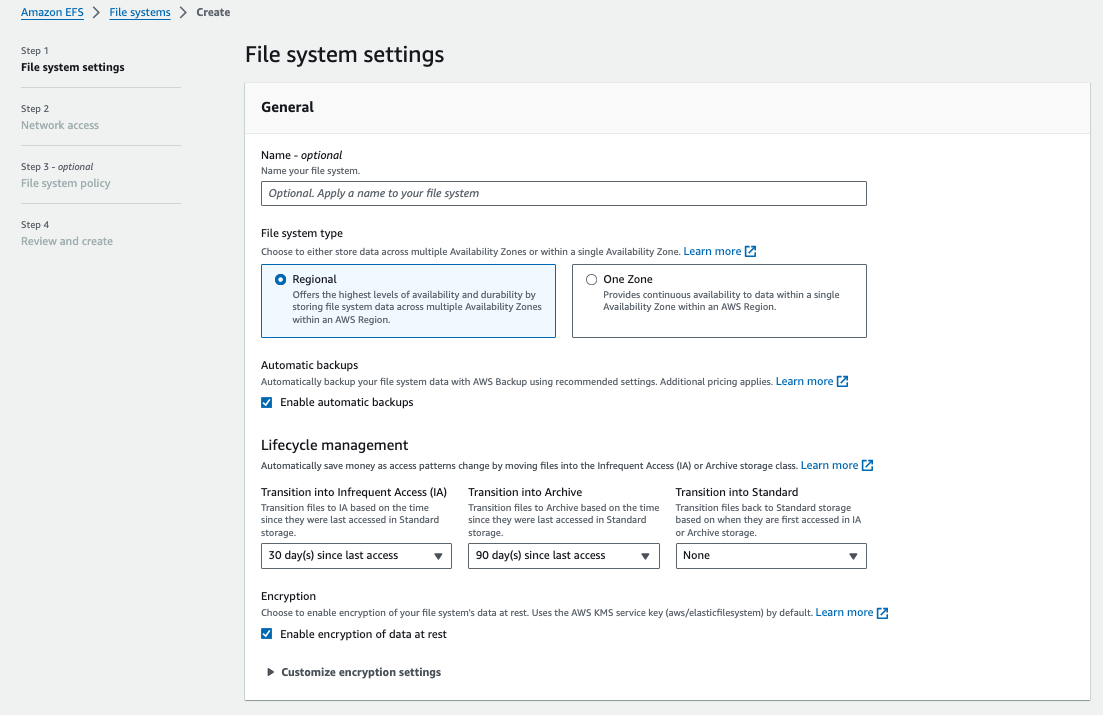 Amazon EFS > File systems > Create
Step 1
File system settings
Step 2
Network access
Step 3 - optional
File system policy
Step 4
Review and create
File system settings
General
Name - optional
Name your file system.
Optional. Apply a name to your file system
File system type
Choose to either store data across multiple Availability Zones or within a single Availability Zone. Learn more
Regional
Offers the highest levels of availability and durability by
storing file system data across multiple Availability Zones
within an AWS Region.
One Zone
Provides continuous availability to data within a single
Availability Zone within an AWS Region.
Automatic backups
Automatically backup your file system data with AWS Backup using recommended settings. Additional pricing applies. Learn more
Enable automatic backups
Lifecycle management
Automatically save money as access patterns change by moving files into the Infrequent Access (IA) or Archive storage class. Learn more
Transition into Infrequent Access (IA)
Transition files to IA based on the time
since they were last accessed in Standard
storage.
30 day(s) since last access
Transition into Archive
Transition files to Archive based on the time
since they were last accessed in Standard
storage.
90 day(s) since last access
Transition into Standard
Transition files back to Standard storage
based on when they are first accessed in IA
or Archive storage.
None
Encryption
Choose to enable encryption of your file system's data at rest. Uses the AWS KMS service key (aws/elasticfilesystem) by default. Learn more
Enable encryption of data at rest
Customize encryption settings